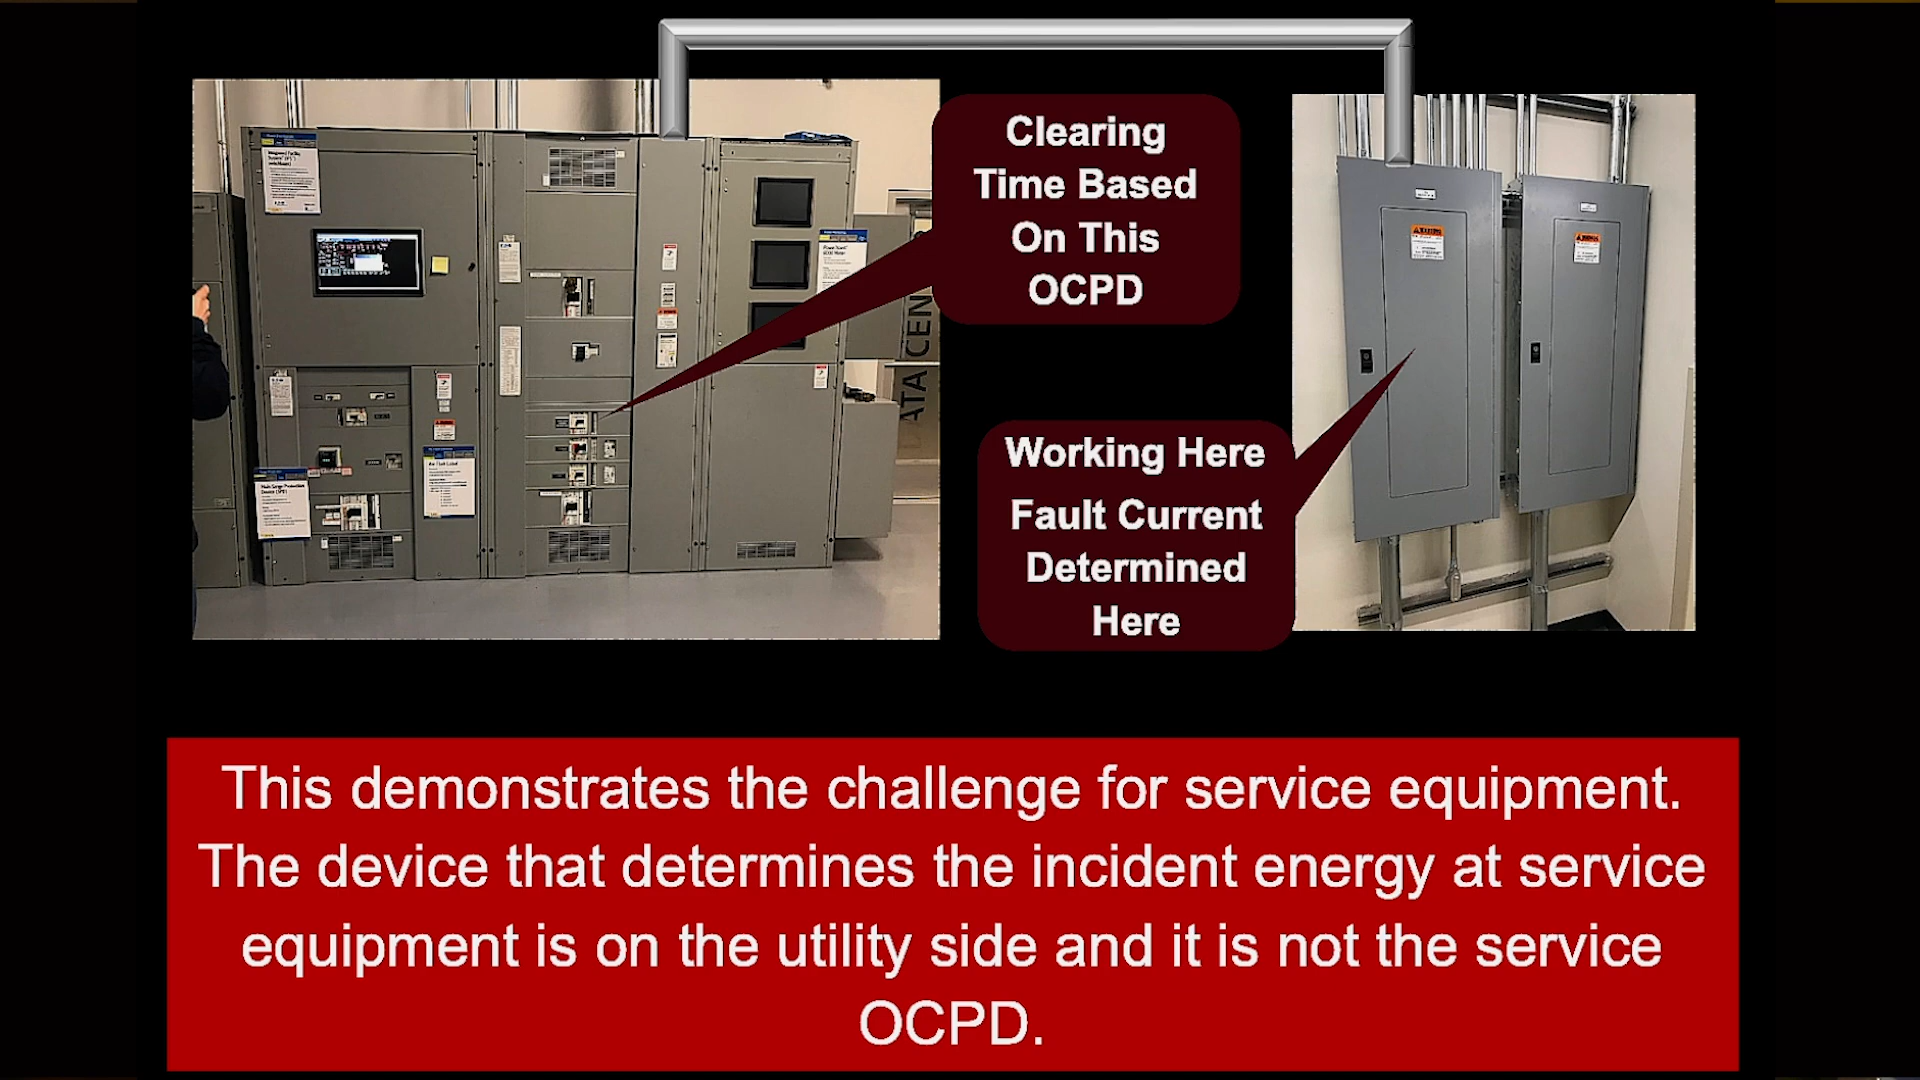 Clearing
Time Based
On This
OCPD
Working Here
Fault Current
Determined
Here
This demonstrates the challenge for service equipment.
The device that determines the incident energy at service
equipment is on the utility side and it is not the service
OCPD.